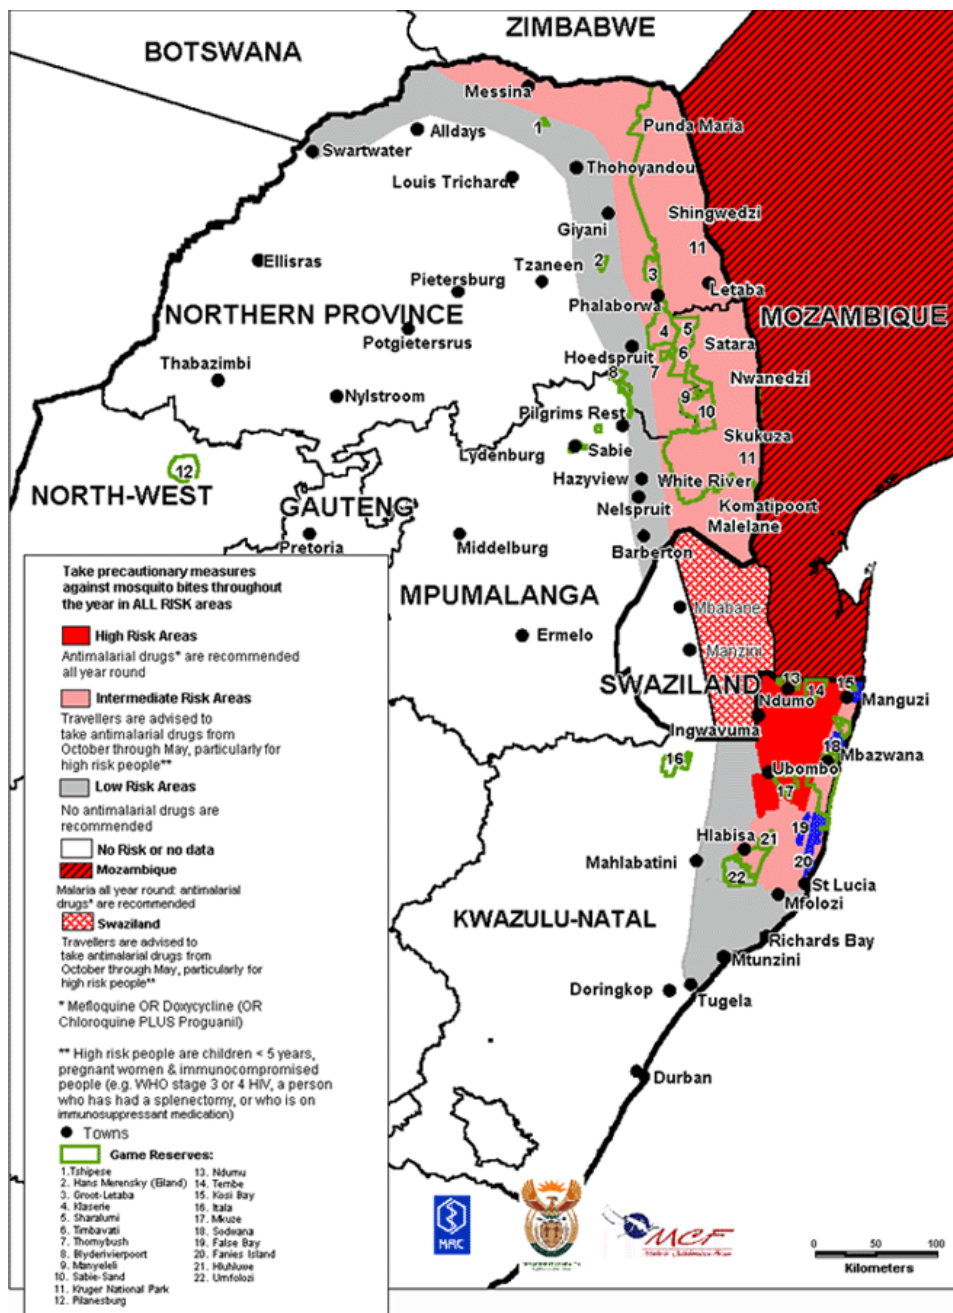 ZIMBABWE
BOTSWANA
Messina
1
Punda Maria
Alldays
Swartwater
Thohoyandou
Louis Trichardt
Shingwedzi
Giyani
11
Ellisras
2
3
Tzaneen
Pietersburg
Letaba
Phalaborwa
NORTHERN PROVINCE
MOZAMBIQUE
4
5
Potgietersrus
Satara
Hoedspruit
6
Thabazimbi
8
7
Nwanedzi
Nylstroom
9
10
Pilgrims Rest
Skukuza
Lydenburg
Sabie
11
12
Hazyview
White River
NORTH-WEST
GAUTENG
Nelspruit
Komatipoort
Malelane
Pretoria
Middelburg
Barberton
MPUMALANGA
Mbabane
Ermelo
Manzini
SWAZILAND
13
14
15
Ndumo
Manguzi
Ingwavuma
18
Mbazwana
16
Ubombo
17
19
Hlabisa
21
Mahlabatini
20
22
St Lucia
Mfolozi
KWAZULU-NATAL
Richards Bay
Mtunzini
Doringkop
Tugela
Durban
Take precautionary measures
against mosquito bites throughout
the year in ALL RISK areas
High Risk Areas
Antimalarial drugs* are recommended
all year round
Intermediate Risk Areas
Travellers are advised to
take antimalarial drugs from
October through May, particularly for
high risk people**
Low Risk Areas
No antimalarial drugs are
recommended
No Risk or no data
Mozambique
Malaria all year round: antimalarial
drugs* are recommended
Swaziland
Travellers are advised to
take antimalarial drugs from
October through May, particularly for
high risk people**
* Mefloquine OR Doxycycline (OR
Chloroquine PLUS Proguanil)
** High risk people are children < 5 years,
pregnant women & immunocompromised
people (e.g. WHO stage 3 or 4 HIV, a person
who has had a splenectomy, or who is on
immunosuppressant medication)
Towns
Game Reserves:
1. Tshipese
2. Hans Merensky (Eiland)
3. Groot-Letaba
4. Klaserie
5. Sharalumi
6. Timbavati
7. Thornybush
8. Blyderivierpoort
9. Manyeleli
10. Sabie-Sand
11. Kruger National Park
12. Pilanesburg
13. Ndumu
14. Tembe
15. Kosi Bay
16. Itala
17. Mkuze
18. Sodwana
19. False Bay
20. Fanies Island
21. Hluhluwe
22. Umfolozi
MRC
MCF
0 50 100
Kilometers